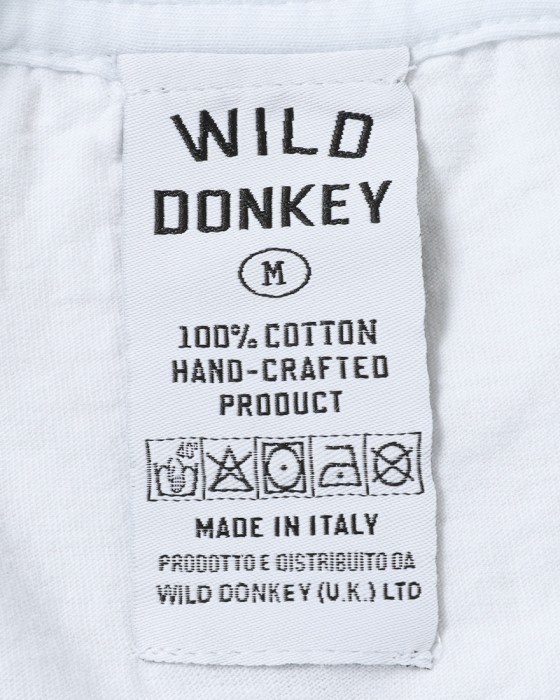 WILD
DONKEY
M
100% COTTON
HAND-CRAFTED
PRODUCT
40°
MADE IN ITALY
PRODOTTO E DISTRIBUITO DA
WILD DONKEY (U.K.) LTD